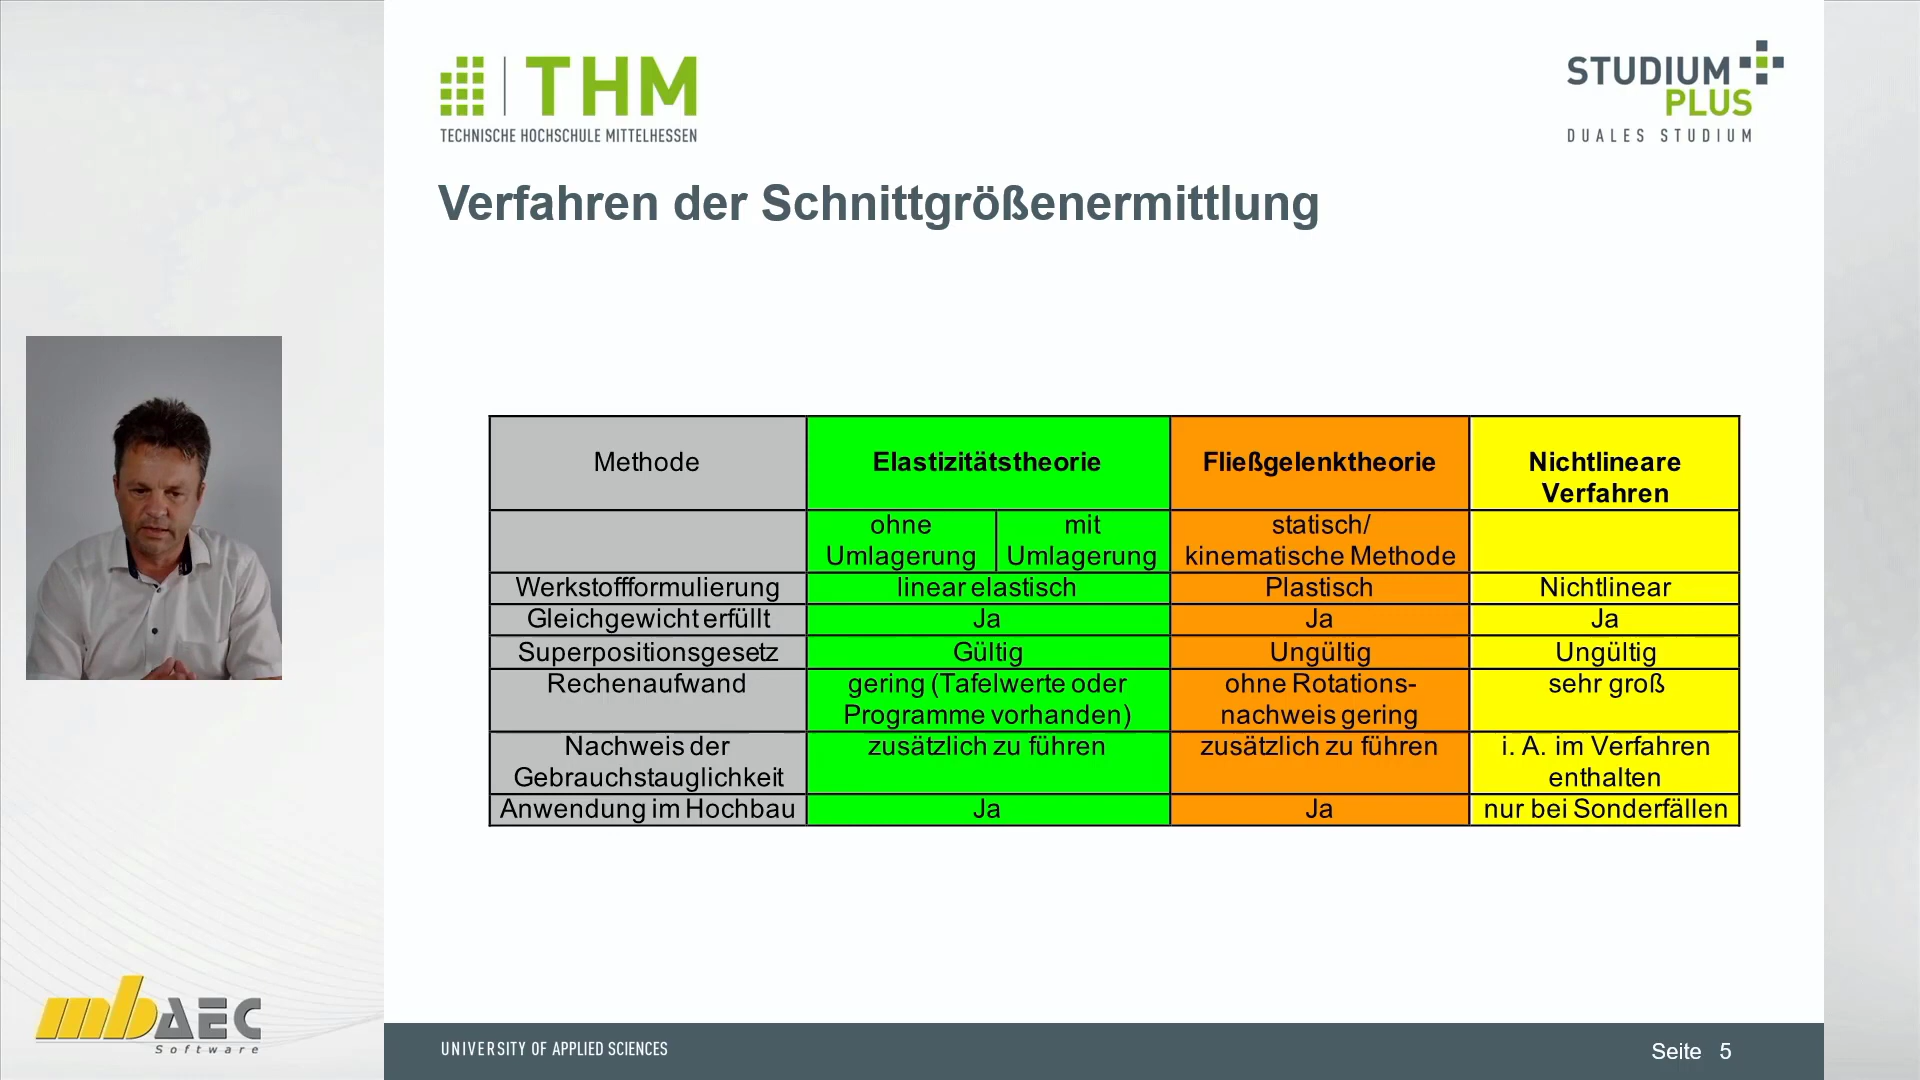 THM
TECHNISCHE HOCHSCHULE MITTELHESSEN
STUDIUM
PLUS
DUALES STUDIUM
Verfahren der Schnittgrößenermittlung
Methode
Elastizitätstheorie
Fließgelenktheorie
Nichtlineare
Verfahren
ohne
Umlagerung
mit
Umlagerung
statisch/
kinematische Methode
Werkstoffformulierung
linear elastisch
Plastisch
Nichtlinear
Gleichgewicht erfüllt
Ja
Ja
Ja
Superpositionsgesetz
Gültig
Ungültig
Ungültig
Rechenaufwand
gering (Tafelwerte oder
Programme vorhanden)
ohne Rotations-
nachweis gering
sehr groß
Nachweis der
Gebrauchstauglichkeit
zusätzlich zu führen
zusätzlich zu führen
i. A. im Verfahren
enthalten
Anwendung im Hochbau
Ja
Ja
nur bei Sonderfällen
mb AEC
Software
UNIVERSITY OF APPLIED SCIENCES
Seite 5